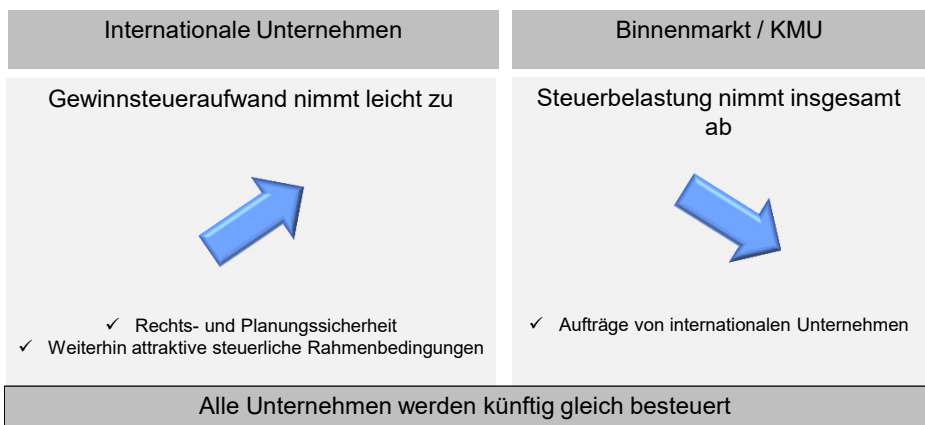 Internationale Unternehmen
Gewinnsteueraufwand nimmt leicht zu
✓ Rechts- und Planungssicherheit
✓ Weiterhin attraktive steuerliche Rahmenbedingungen
Binnenmarkt / KMU
Steuerbelastung nimmt insgesamt
ab
✓ Aufträge von internationalen Unternehmen
Alle Unternehmen werden künftig gleich besteuert